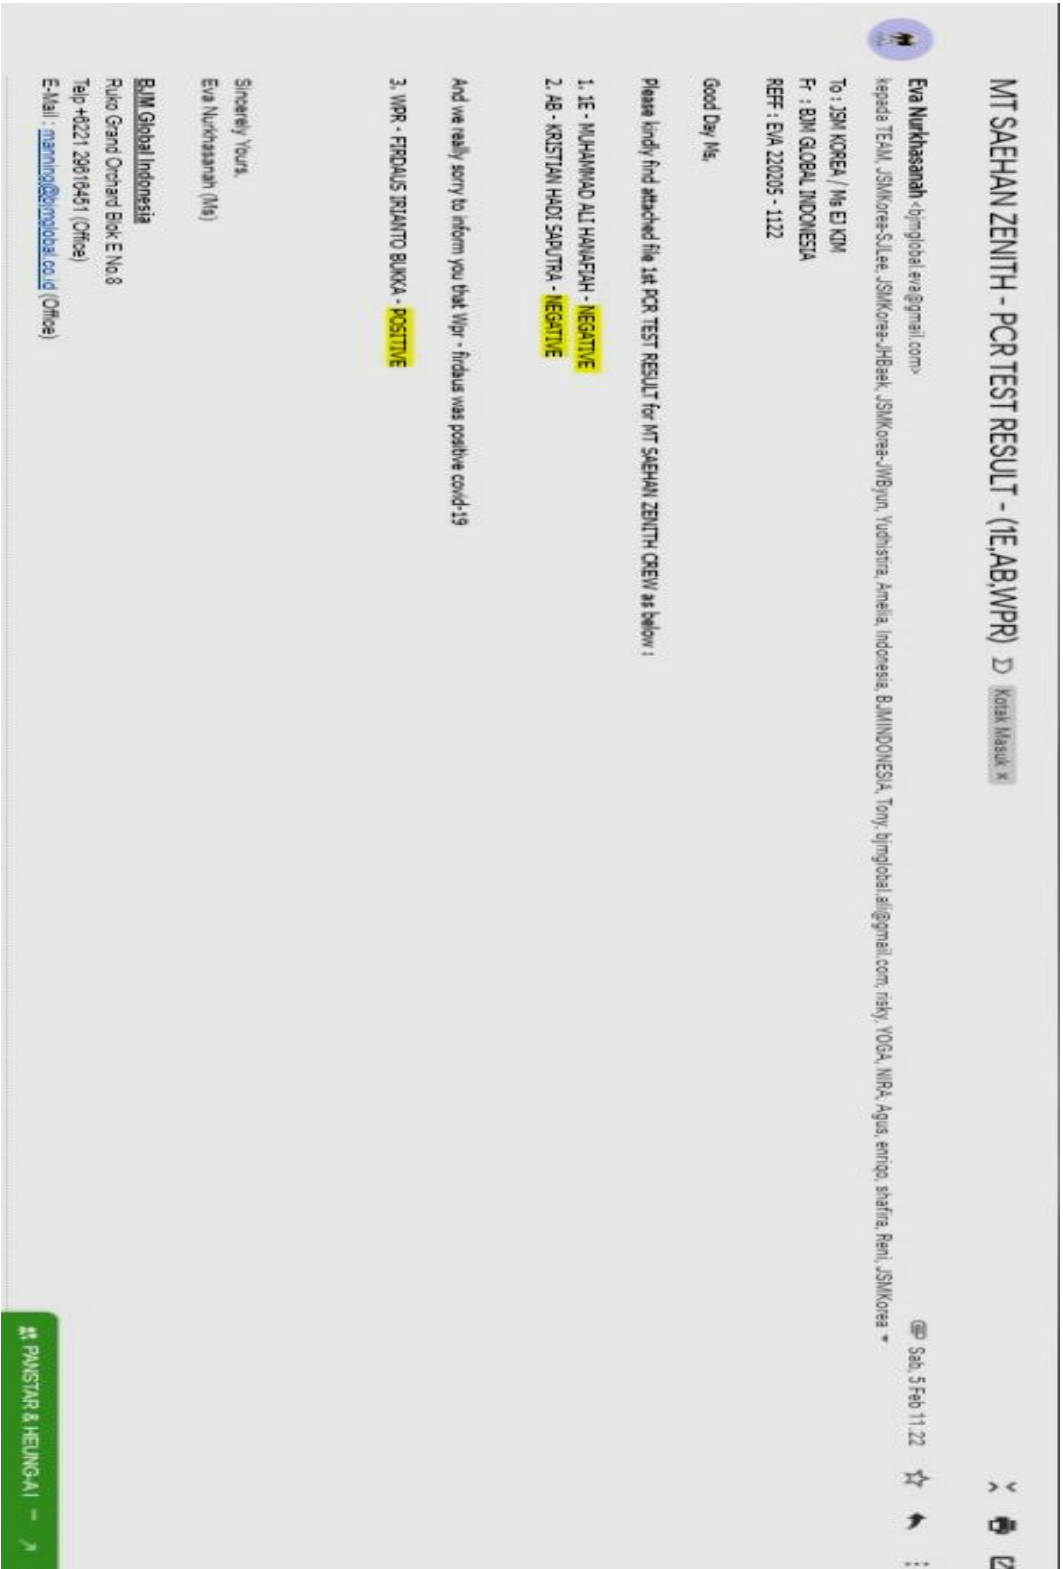 MT SAEHAN ZENITH - PCR TEST RESULT - (1E,AB,WPR) Kotak Masuk x
Eva Nurkhasanah <bjmglobal.eva@gmail.com> Sab, 5 Feb 11.22
kepada TEAM, JSMKorea-SJLee, JSMKorea-JHBaek, JSMKorea-JWByun, Yudhistira, Amelia, Indonesia, BJMINDONESIA, Tony, bjmglobal.ali@gmail.com, risky, YOGA, NIRA, Agus, enrigo, shafira, Reni, JSMKorea
To : JSM KOREA / Ms EJ KIM
Fr : BJM GLOBAL INDONESIA
REFF : EVA 220205 - 1122
Good Day Ms,
Please kindly find attached file 1st PCR TEST RESULT for MT SAEHAN ZENITH CREW as below :
1. 1E - MUHAMMAD ALI HANAFIAH - NEGATIVE
2. AB - KRISTIAN HADI SAPUTRA - NEGATIVE
And we really sorry to inform you that Wpr - firdaus was positive covid-19
3. WPR - FIRDAUS IRIANTO BUKKA - POSITIVE
Sincerely Yours,
Eva Nurkhasanah (Ms)
BJM Global Indonesia
Ruko Grand Orchard Blok E No.8
Telp +6221 29616451 (Office)
E-Mail : manning@bjmglobal.co.id (Office)
PANSTAR & HEUNG-A I